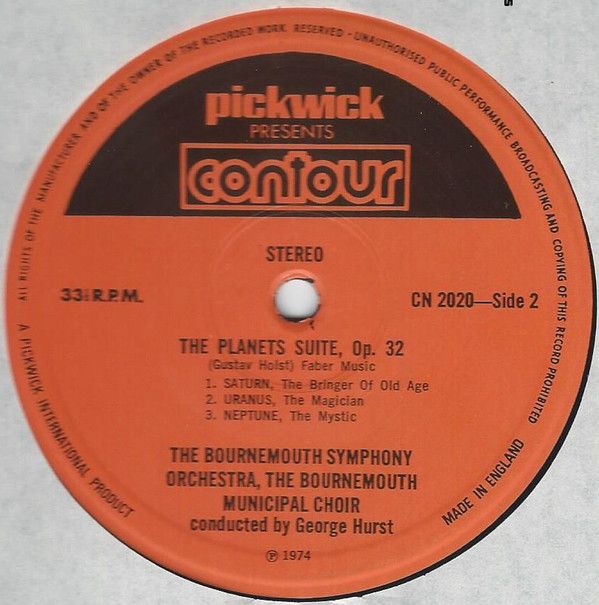 ALL RIGHTS OF THE MANUFACTURER AND OF THE OWNER OF THE RECORDED WORK RESERVED - UNAUTHORISED PUBLIC PERFORMANCE BROADCASTING AND COPYING OF THIS RECORD PROHIBITED
pickwick
PRESENTS
contour
STEREO
33⅓ R.P.M.
CN 2020—Side 2
THE PLANETS SUITE, Op. 32
(Gustav Holst) Faber Music
1. SATURN, The Bringer Of Old Age
2. URANUS, The Magician
3. NEPTUNE, The Mystic
THE BOURNEMOUTH SYMPHONY
ORCHESTRA, THE BOURNEMOUTH
MUNICIPAL CHOIR
conducted by George Hurst
℗ 1974
A PICKWICK INTERNATIONAL PRODUCT
MADE IN ENGLAND